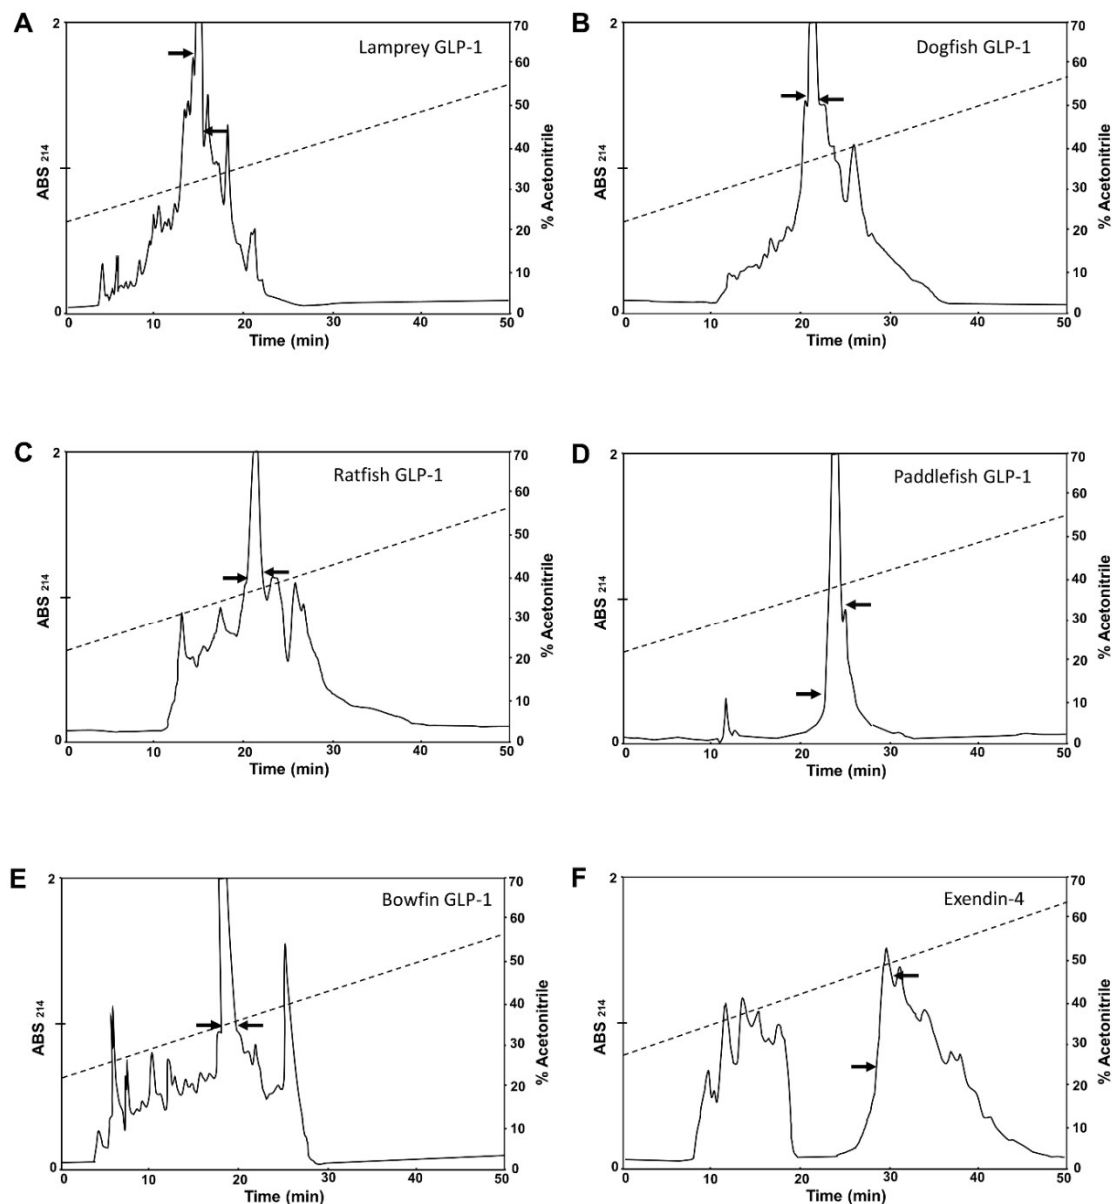 A
Lamprey GLP-1
2
0
ABS 214
70
60
50
40
30
20
10
0
% Acetonitrile
0 10 20 30 40 50
Time (min)
B
Dogfish GLP-1
2
0
ABS 214
70
60
50
40
30
20
10
0
% Acetonitrile
0 10 20 30 40 50
Time (min)
C
Ratfish GLP-1
2
0
ABS 214
70
60
50
40
30
20
10
0
% Acetonitrile
0 10 20 30 40 50
Time (min)
D
Paddlefish GLP-1
2
0
ABS 214
70
60
50
40
30
20
10
0
% Acetonitrile
0 10 20 30 40 50
Time (min)
E
Bowfin GLP-1
2
0
ABS 214
70
60
50
40
30
20
10
0
% Acetonitrile
0 10 20 30 40 50
Time (min)
F
Exendin-4
2
0
ABS 214
70
60
50
40
30
20
10
0
% Acetonitrile
0 10 20 30 40 50
Time (min)